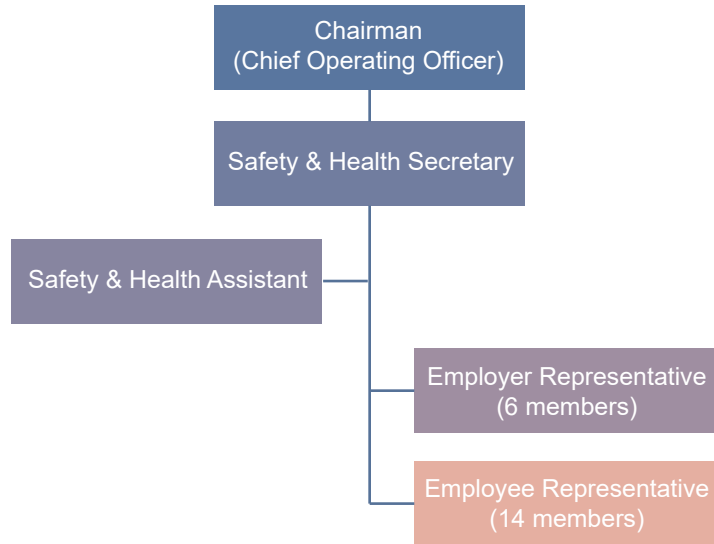 Chairman
(Chief Operating Officer)
Safety & Health Secretary
Safety & Health Assistant
Employer Representative
(6 members)
Employee Representative
(14 members)